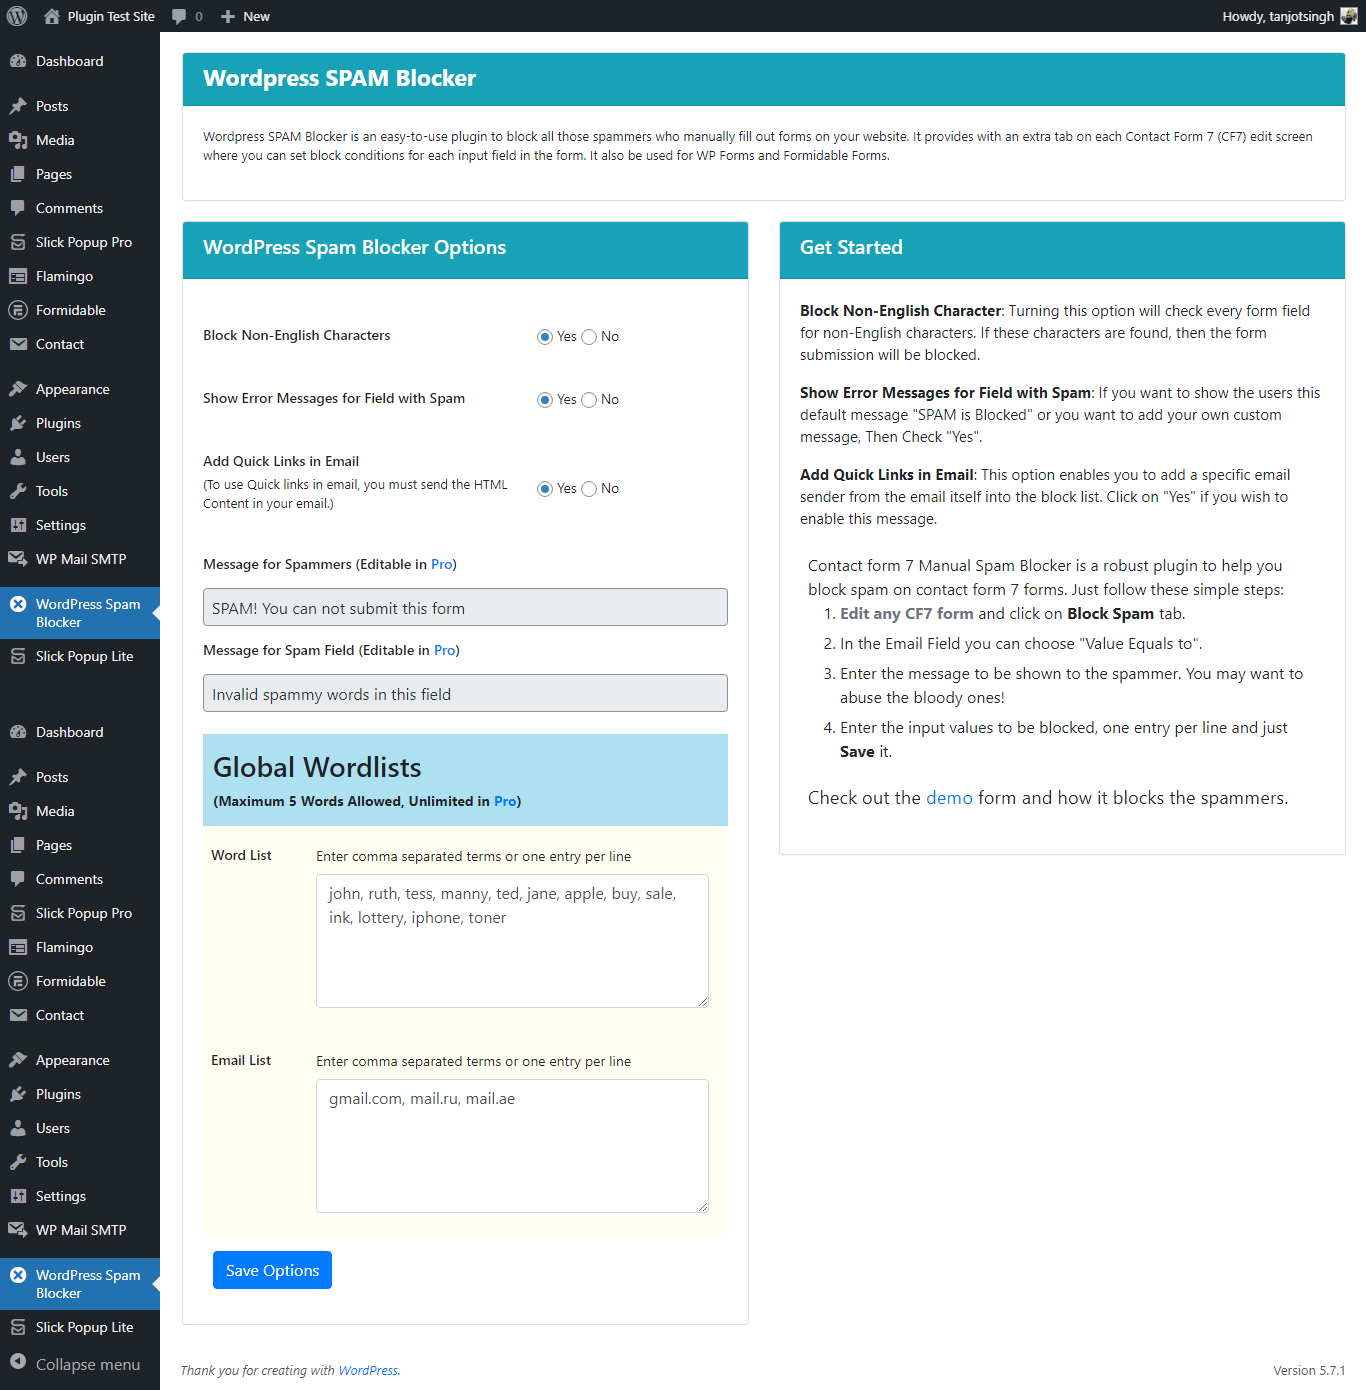 Plugin Test Site
0
New
Howdy, tanjotsingh
Dashboard
Posts
Media
Pages
Comments
Slick Popup Pro
Flamingo
Formidable
Contact
Appearance
Plugins
Users
Tools
Settings
WP Mail SMTP
WordPress Spam
Blocker
Slick Popup Lite
Dashboard
Posts
Media
Pages
Comments
Slick Popup Pro
Flamingo
Formidable
Contact
Appearance
Plugins
Users
Tools
Settings
WP Mail SMTP
WordPress Spam
Blocker
Slick Popup Lite
Collapse menu
Wordpress SPAM Blocker
Wordpress SPAM Blocker is an easy-to-use plugin to block all those spammers who manually fill out forms on your website. It provides with an extra tab on each Contact Form 7 (CF7) edit screen
where you can set block conditions for each input field in the form. It also be used for WP Forms and Formidable Forms.
WordPress Spam Blocker Options
Block Non-English Characters
Yes No
Show Error Messages for Field with Spam
Yes No
Add Quick Links in Email
(To use Quick links in email, you must send the HTML
Content in your email.)
Yes No
Message for Spammers (Editable in Pro)
SPAM! You can not submit this form
Message for Spam Field (Editable in Pro)
Invalid spammy words in this field
Global Wordlists
(Maximum 5 Words Allowed, Unlimited in Pro)
Word List
Enter comma separated terms or one entry per line
john, ruth, tess, manny, ted, jane, apple, buy, sale,
ink, lottery, iphone, toner
Email List
Enter comma separated terms or one entry per line
gmail.com, mail.ru, mail.ae
Save Options
Get Started
Block Non-English Character: Turning this option will check every form field
for non-English characters. If these characters are found, then the form
submission will be blocked.
Show Error Messages for Field with Spam: If you want to show the users this
default message "SPAM is Blocked" or you want to add your own custom
message, Then Check "Yes".
Add Quick Links in Email: This option enables you to add a specific email
sender from the email itself into the block list. Click on "Yes" if you wish to
enable this message.
Contact form 7 Manual Spam Blocker is a robust plugin to help you
block spam on contact form 7 forms. Just follow these simple steps:
1. Edit any CF7 form and click on Block Spam tab.
2. In the Email Field you can choose "Value Equals to".
3. Enter the message to be shown to the spammer. You may want to
abuse the bloody ones!
4. Enter the input values to be blocked, one entry per line and just
Save it.
Check out the demo form and how it blocks the spammers.
Thank you for creating with WordPress.
Version 5.7.1